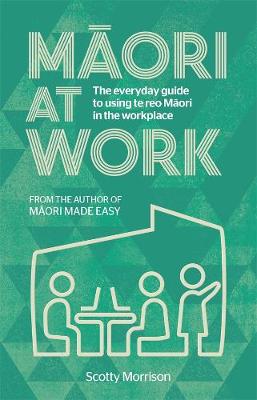 MĀORI
AT
The everyday guide
to using te reo Māori
in the workplace
WORK
FROM THE AUTHOR OF
MĀORI MADE EASY
Scotty Morrison